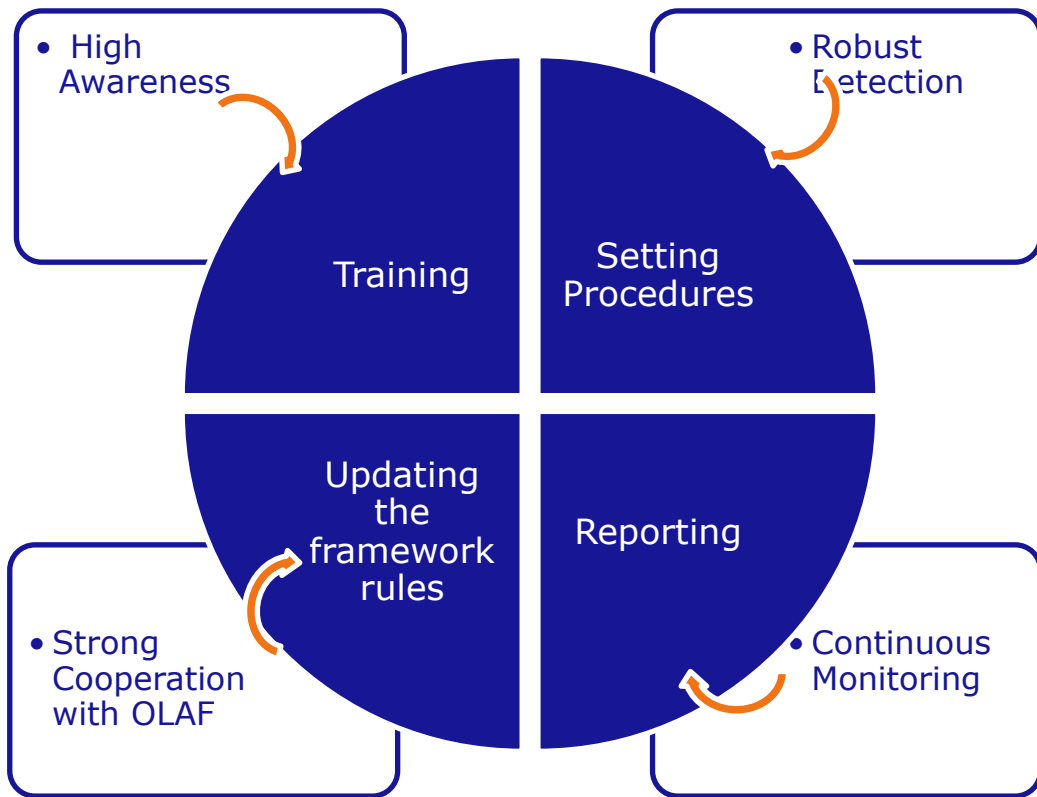 • High
Awareness
• Robust
Detection
Training
Setting
Procedures
Updating
the
framework
rules
Reporting
• Strong
Cooperation
with OLAF
• Continuous
Monitoring